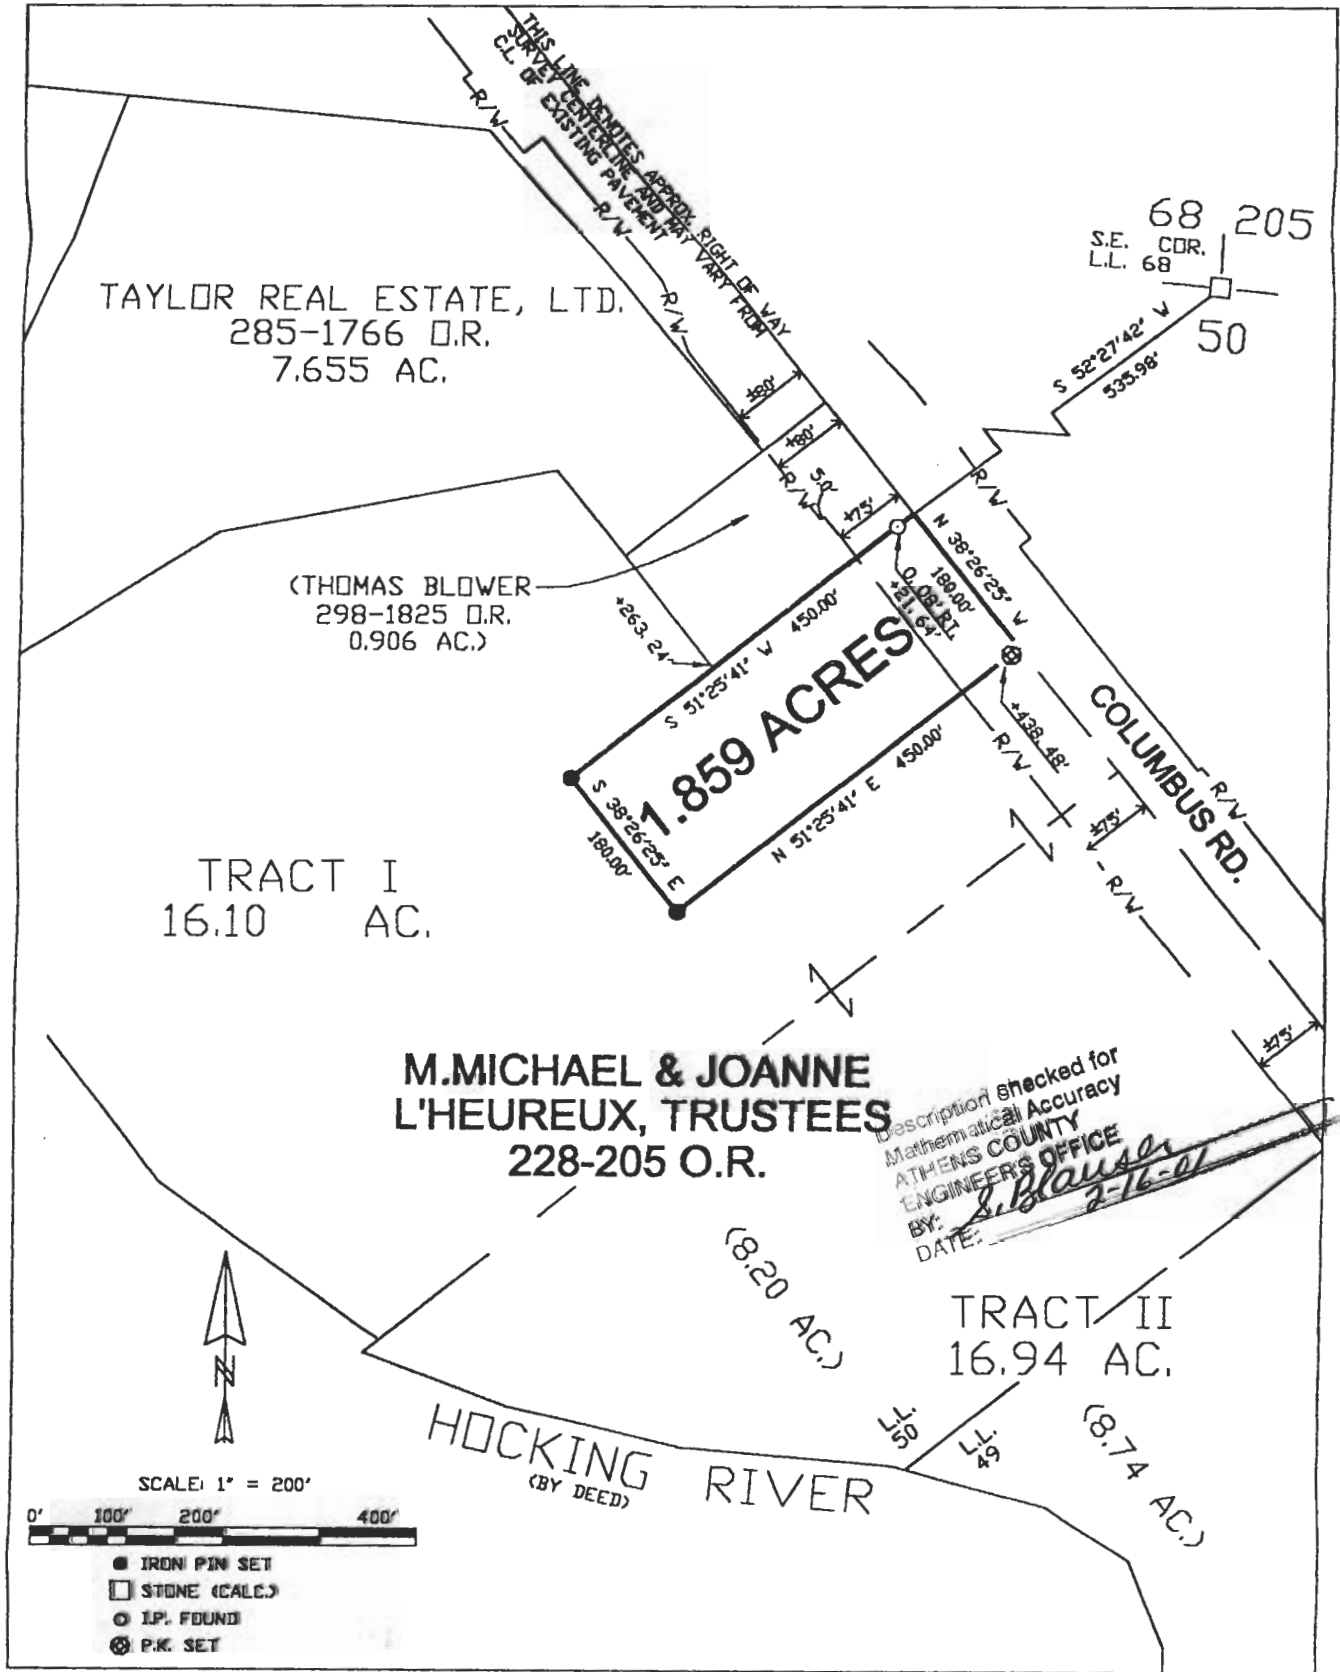 THIS LINE DENOTES APPROX. RIGHT OF WAY
SURVEY CENTERLINE AND MAY VARY FROM
C.L. OF EXISTING PAVEMENT
R/W
R/W
R/W
68 205
S.E. COR.
L.L. 68
50
S 52°27'42" W
535.98'
TAYLOR REAL ESTATE, LTD.
285-1766 O.R.
7.655 AC.
±80'
+80'
R/W
5.0'
+75'
R/W
(THOMAS BLOWER
298-1825 O.R.
0.906 AC.)
+263.24'
N 38°26'25" W
180.00'
0.08' RT.
+21.64'
S 51°25'41" W 450.00'
1.859 ACRES
S 38°26'25" E
180.00'
N 51°25'41" E 450.00'
+438.48'
R/W
COLUMBUS RD.
R/W
±75'
R/W
TRACT I
16.10 AC.
±75'
M.MICHAEL & JOANNE
L'HEUREUX, TRUSTEES
228-205 O.R.
Description checked for
Mathematical Accuracy
ATHENS COUNTY
ENGINEER'S OFFICE
BY: S. Blauser
DATE: 2-16-01
(8.20 AC.)
TRACT II
16.94 AC.
(8.74 AC.)
L.L.
50
L.L.
49
N
HOCKING RIVER
(BY DEED)
SCALE: 1" = 200'
0' 100' 200' 400'
IRON PIN SET
STONE (CALC.)
I.P. FOUND
P.K. SET